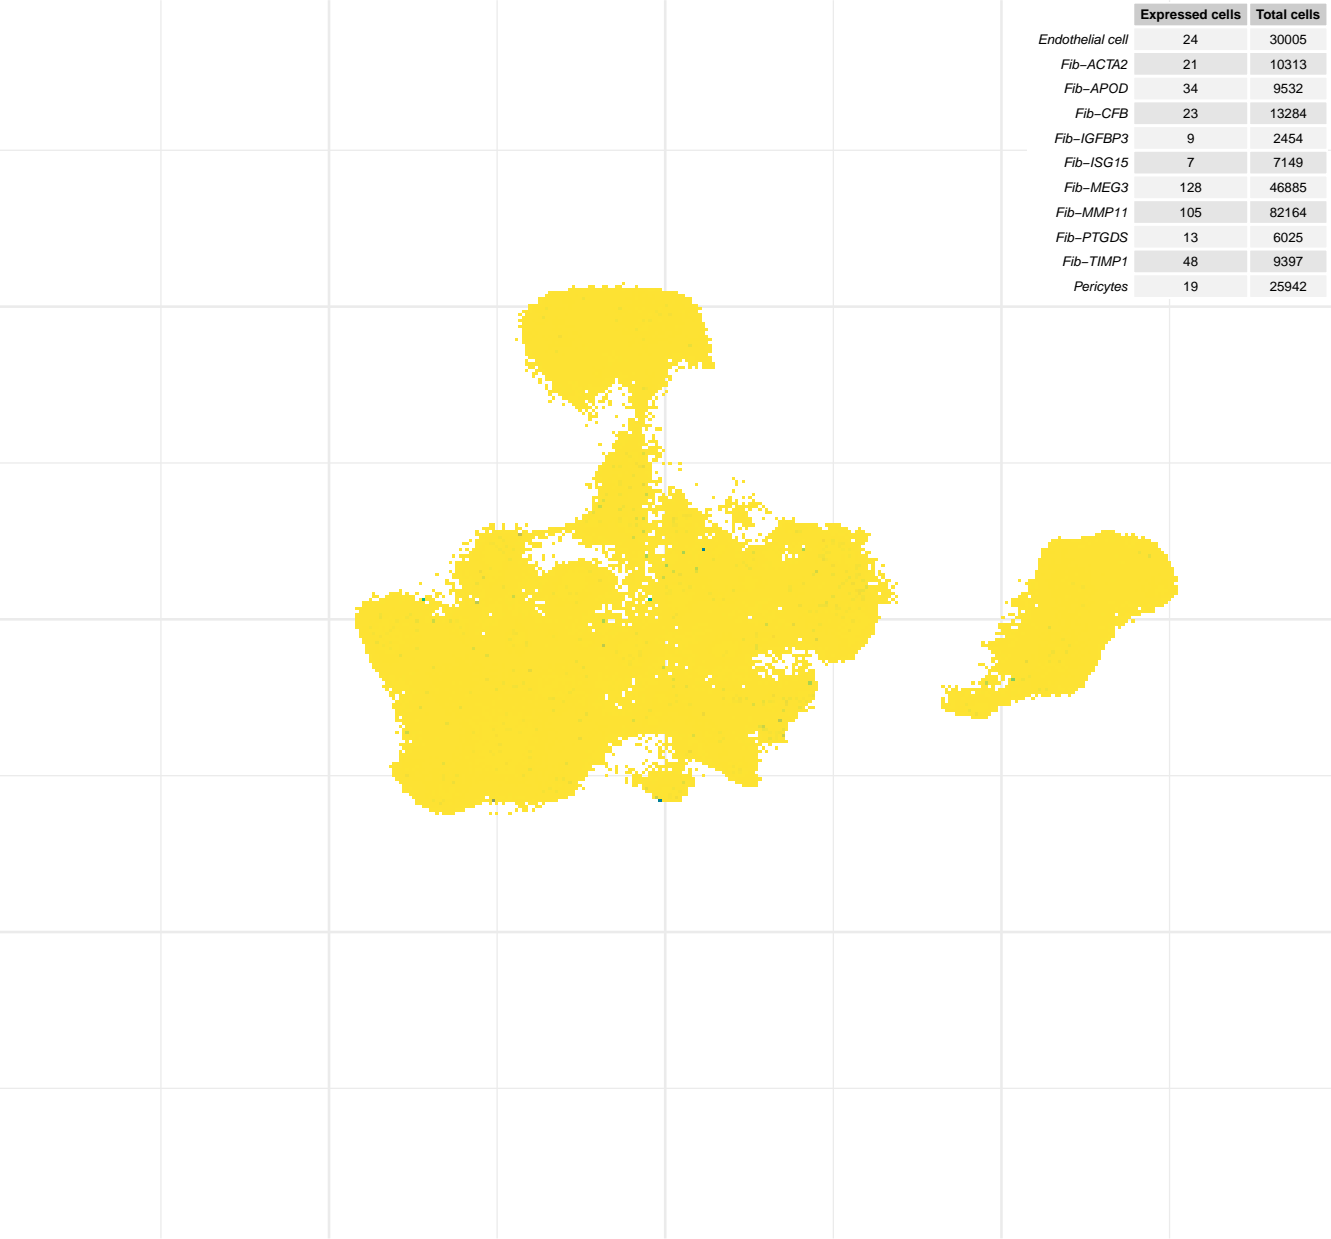 Expressed cells Total cells
Endothelial cell 24 30005
Fib−ACTA2 21 10313
Fib−APOD 34 9532
Fib−CFB 23 13284
Fib−IGFBP3 9 2454
Fib−ISG15 7 7149
Fib−MEG3 128 46885
Fib−MMP11 105 82164
Fib−PTGDS 13 6025
Fib−TIMP1 48 9397
Pericytes 19 25942